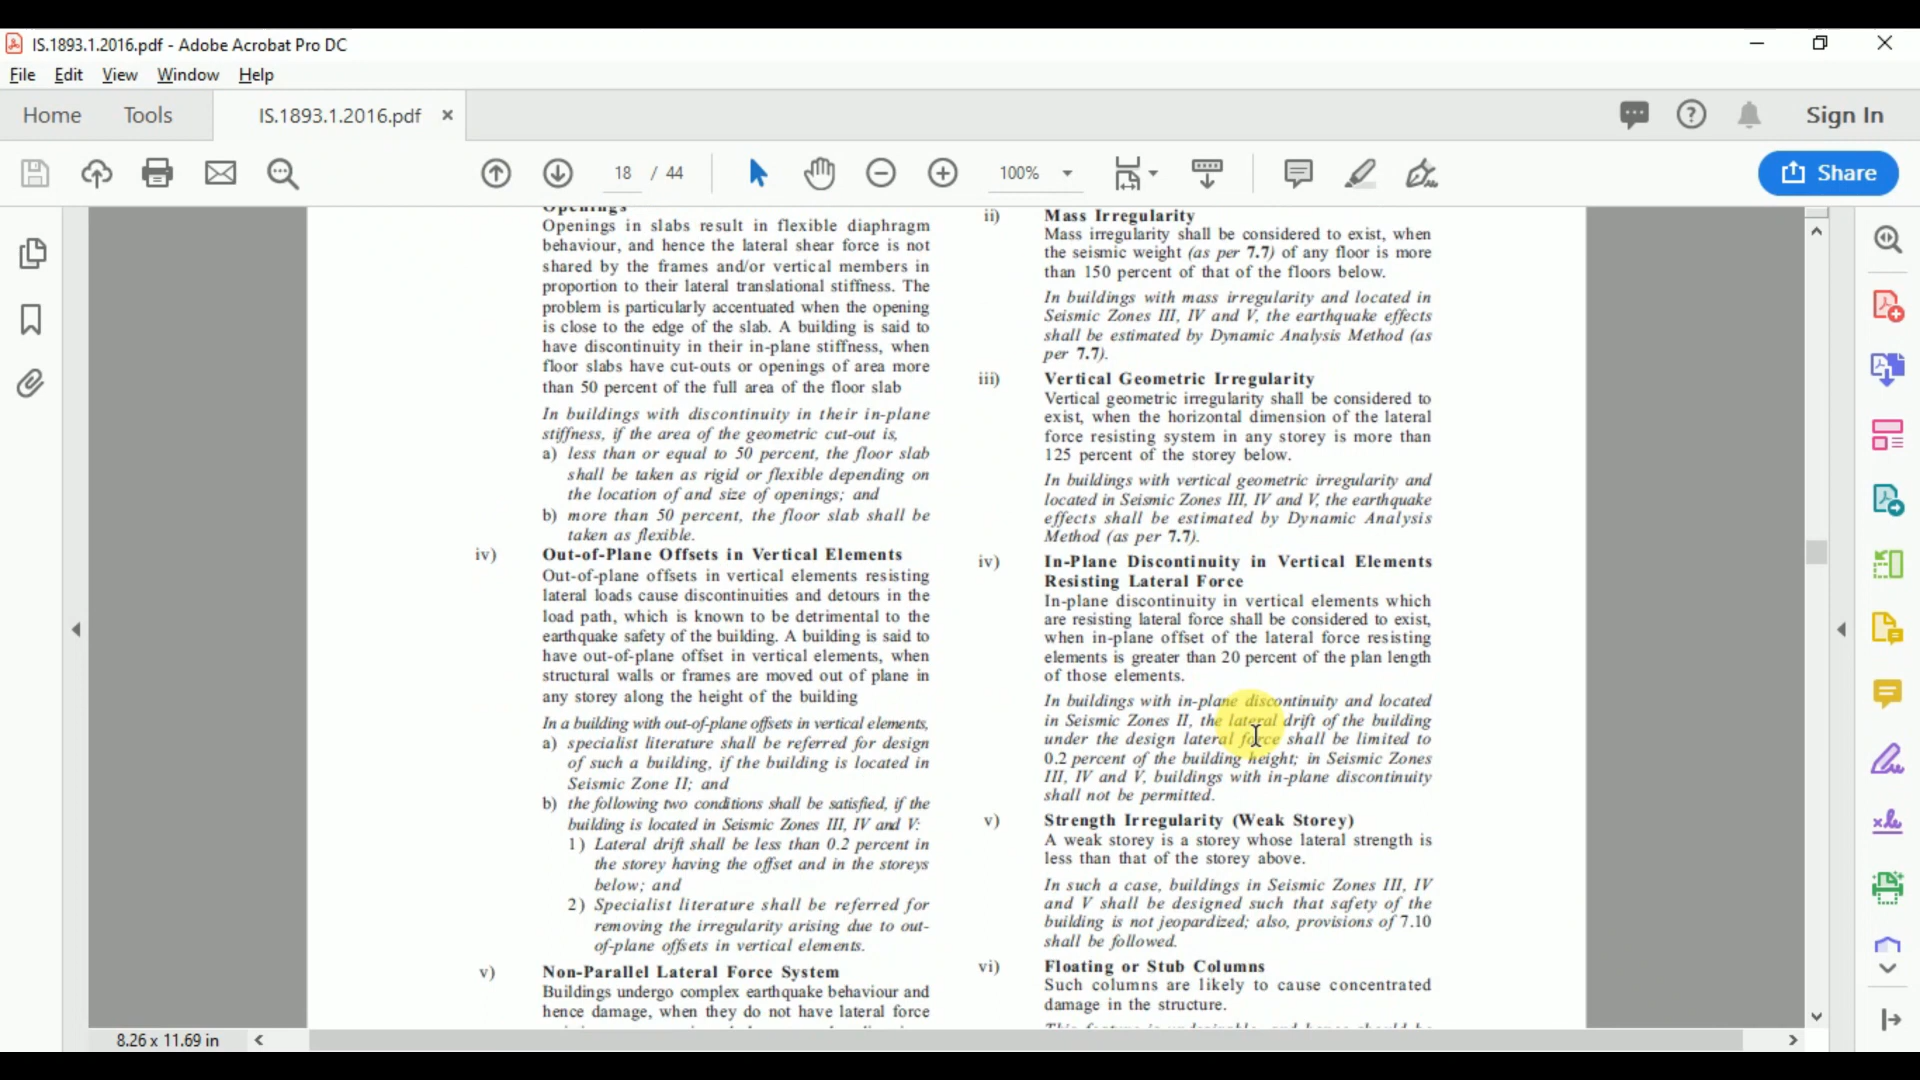 IS.1893.1.2016.pdf - Adobe Acrobat Pro DC
File Edit View Window Help
Home Tools IS.1893.1.2016.pdf × Sign In
18 / 44 100% Share
Openings
Openings in slabs result in flexible diaphragm
behaviour, and hence the lateral shear force is not
shared by the frames and/or vertical members in
proportion to their lateral translational stiffness. The
problem is particularly accentuated when the opening
is close to the edge of the slab. A building is said to
have discontinuity in their in-plane stiffness, when
floor slabs have cut-outs or openings of area more
than 50 percent of the full area of the floor slab
In buildings with discontinuity in their in-plane
stiffness, if the area of the geometric cut-out is,
a) less than or equal to 50 percent, the floor slab
shall be taken as rigid or flexible depending on
the location of and size of openings; and
b) more than 50 percent, the floor slab shall be
taken as flexible.
iv) Out-of-Plane Offsets in Vertical Elements
Out-of-plane offsets in vertical elements resisting
lateral loads cause discontinuities and detours in the
load path, which is known to be detrimental to the
earthquake safety of the building. A building is said to
have out-of-plane offset in vertical elements, when
structural walls or frames are moved out of plane in
any storey along the height of the building
In a building with out-of-plane offsets in vertical elements,
a) specialist literature shall be referred for design
of such a building, if the building is located in
Seismic Zone II; and
b) the following two conditions shall be satisfied, if the
building is located in Seismic Zones III, IV and V:
1) Lateral drift shall be less than 0.2 percent in
the storey having the offset and in the storeys
below; and
2) Specialist literature shall be referred for
removing the irregularity arising due to out-
of-plane offsets in vertical elements.
v) Non-Parallel Lateral Force System
Buildings undergo complex earthquake behaviour and
hence damage, when they do not have lateral force
ii) Mass Irregularity
Mass irregularity shall be considered to exist, when
the seismic weight (as per 7.7) of any floor is more
than 150 percent of that of the floors below.
In buildings with mass irregularity and located in
Seismic Zones III, IV and V, the earthquake effects
shall be estimated by Dynamic Analysis Method (as
per 7.7).
iii) Vertical Geometric Irregularity
Vertical geometric irregularity shall be considered to
exist, when the horizontal dimension of the lateral
force resisting system in any storey is more than
125 percent of the storey below.
In buildings with vertical geometric irregularity and
located in Seismic Zones III, IV and V, the earthquake
effects shall be estimated by Dynamic Analysis
Method (as per 7.7).
iv) In-Plane Discontinuity in Vertical Elements
Resisting Lateral Force
In-plane discontinuity in vertical elements which
are resisting lateral force shall be considered to exist,
when in-plane offset of the lateral force resisting
elements is greater than 20 percent of the plan length
of those elements.
In buildings with in-plane discontinuity and located
in Seismic Zones II, the lateral drift of the building
under the design lateral force shall be limited to
0.2 percent of the building height; in Seismic Zones
III, IV and V, buildings with in-plane discontinuity
shall not be permitted.
v) Strength Irregularity (Weak Storey)
A weak storey is a storey whose lateral strength is
less than that of the storey above.
In such a case, buildings in Seismic Zones III, IV
and V shall be designed such that safety of the
building is not jeopardized; also, provisions of 7.10
shall be followed.
vi) Floating or Stub Columns
Such columns are likely to cause concentrated
damage in the structure.
8.26 x 11.69 in